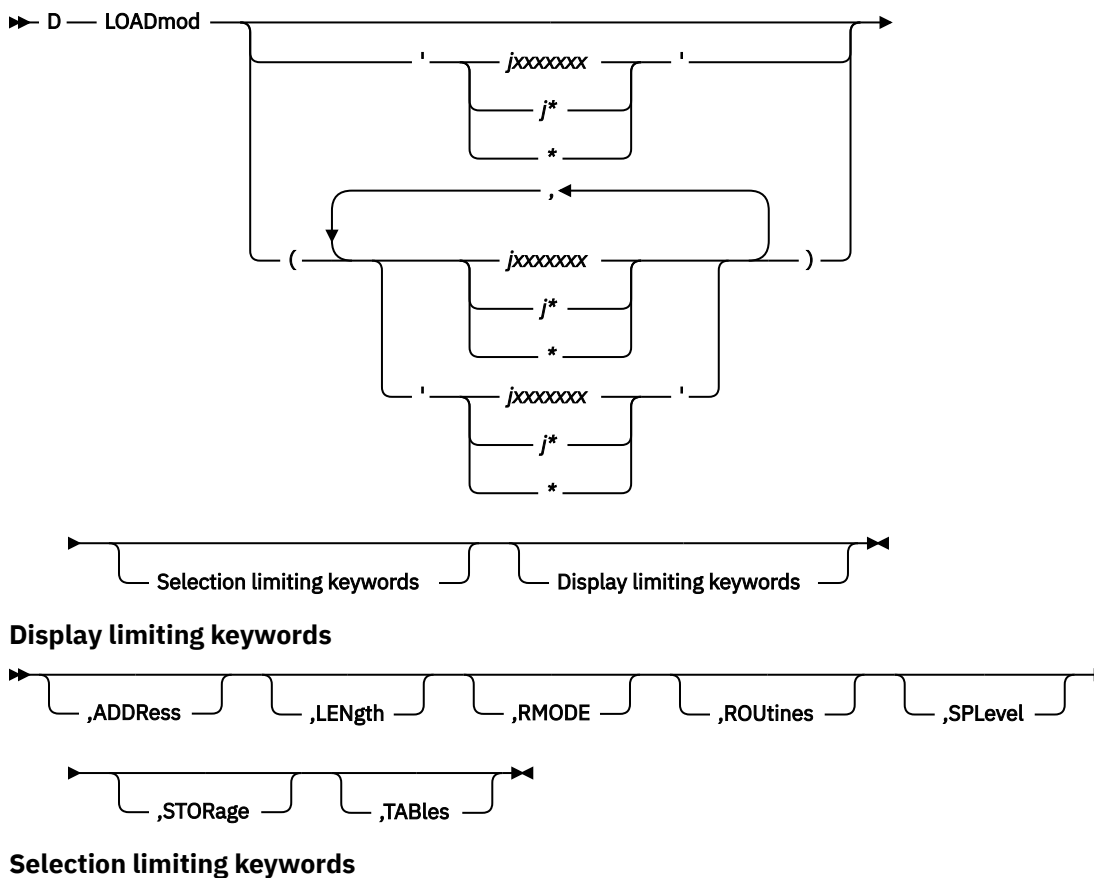 D LOADmod
' jxxxxxxx '
j*
*
,
( jxxxxxxx )
j*
*
' jxxxxxxx '
j*
*
Selection limiting keywords Display limiting keywords
Display limiting keywords
,ADDRess ,LENgth ,RMODE ,ROUtines ,SPLevel
,STORage ,TABles
Selection limiting keywords